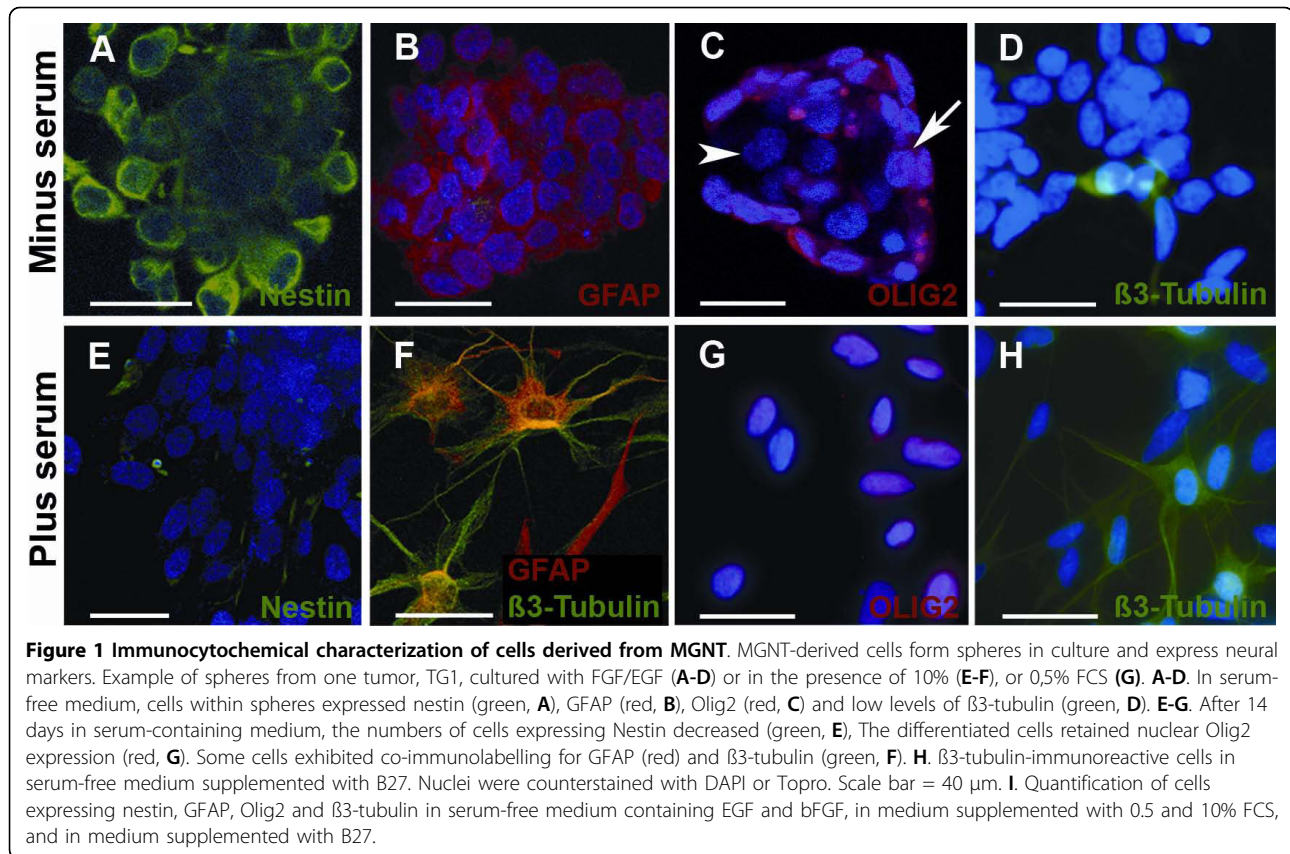 Minus serum
A
Nestin
B
GFAP
C
OLIG2
D
ß3-Tubulin
Plus serum
E
Nestin
F
GFAP
ß3-Tubulin
G
OLIG2
H
ß3-Tubulin
Figure 1 Immunocytochemical characterization of cells derived from MGNT. MGNT-derived cells form spheres in culture and express neural
markers. Example of spheres from one tumor, TG1, cultured with FGF/EGF (A-D) or in the presence of 10% (E-F), or 0,5% FCS (G). A-D. In serum-
free medium, cells within spheres expressed nestin (green, A), GFAP (red, B), Olig2 (red, C) and low levels of ß3-tubulin (green, D). E-G. After 14
days in serum-containing medium, the numbers of cells expressing Nestin decreased (green, E), The differentiated cells retained nuclear Olig2
expression (red, G). Some cells exhibited co-immunolabelling for GFAP (red) and ß3-tubulin (green, F). H. ß3-tubulin-immunoreactive cells in
serum-free medium supplemented with B27. Nuclei were counterstained with DAPI or Topro. Scale bar = 40 μm. I. Quantification of cells
expressing nestin, GFAP, Olig2 and ß3-tubulin in serum-free medium containing EGF and bFGF, in medium supplemented with 0.5 and 10% FCS,
and in medium supplemented with B27.